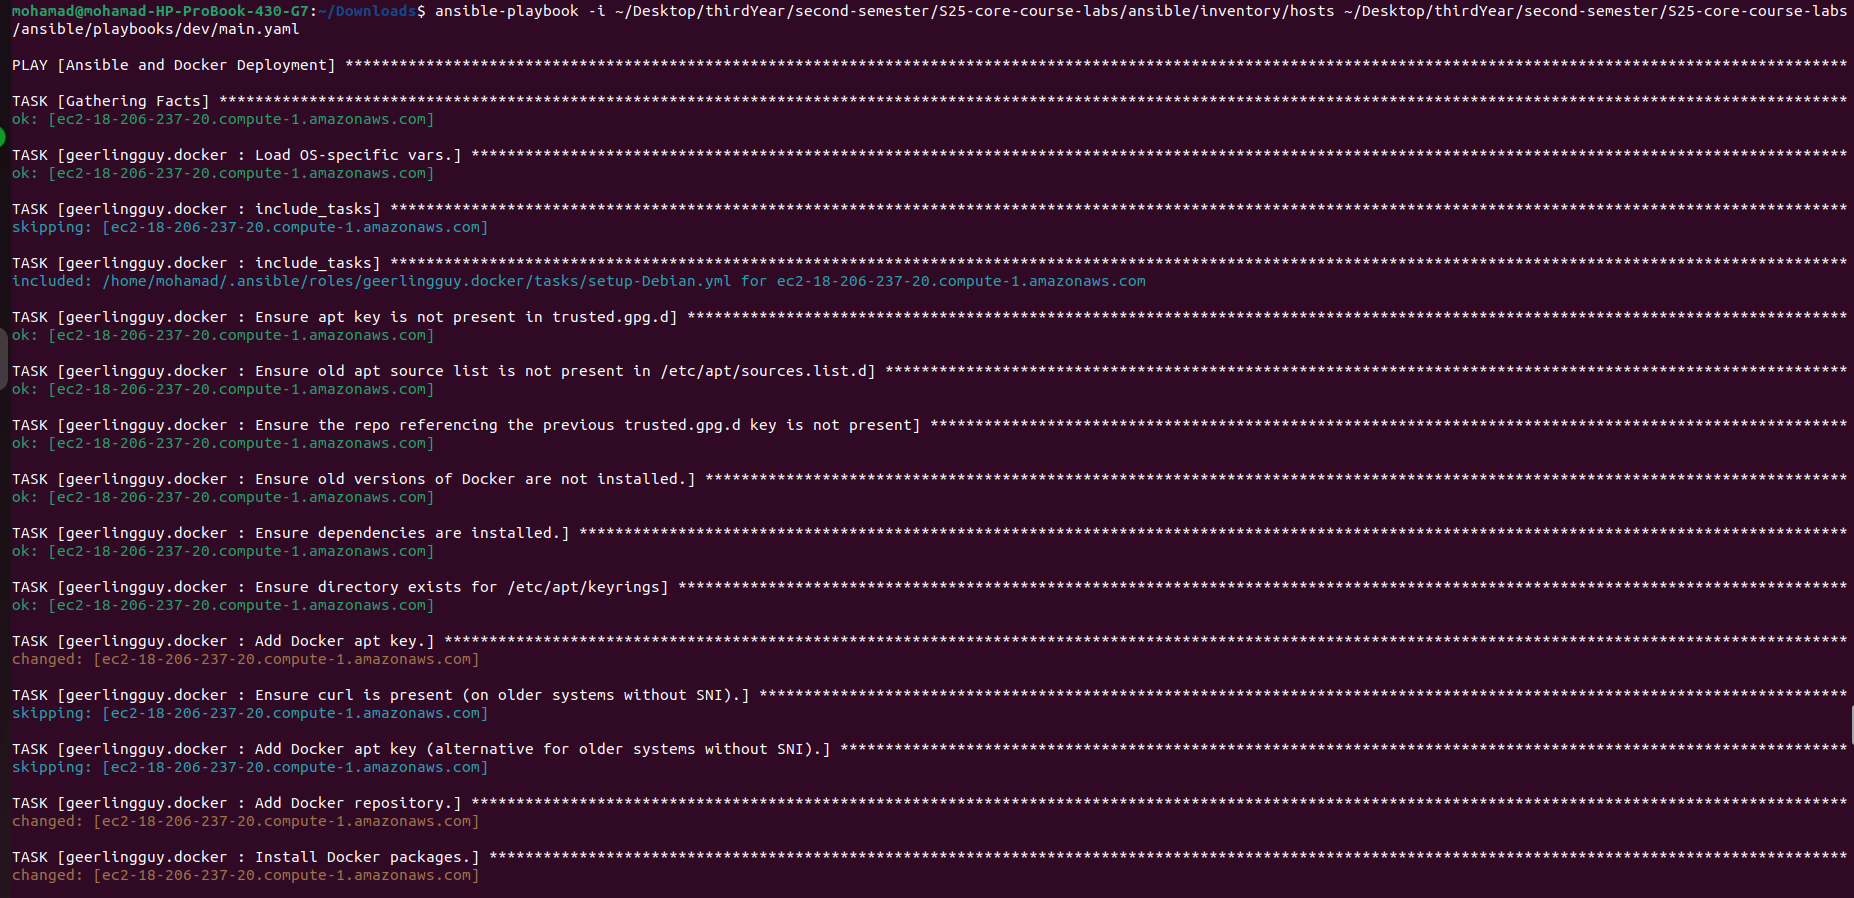 mohamad@mohamad-HP-ProBook-430-G7:~/Downloads$ ansible-playbook -i ~/Desktop/thirdYear/second-semester/S25-core-course-labs/ansible/inventory/hosts ~/Desktop/thirdYear/second-semester/S25-core-course-labs
/ansible/playbooks/dev/main.yaml
PLAY [Ansible and Docker Deployment] ***********************************************************************************************************************************************************************
TASK [Gathering Facts] *************************************************************************************************************************************************************************************
ok: [ec2-18-206-237-20.compute-1.amazonaws.com]
TASK [geerlingguy.docker : Load OS-specific vars.] *********************************************************************************************************************************************************
ok: [ec2-18-206-237-20.compute-1.amazonaws.com]
TASK [geerlingguy.docker : include_tasks] ******************************************************************************************************************************************************************
skipping: [ec2-18-206-237-20.compute-1.amazonaws.com]
TASK [geerlingguy.docker : include_tasks] ******************************************************************************************************************************************************************
included: /home/mohamad/.ansible/roles/geerlingguy.docker/tasks/setup-Debian.yml for ec2-18-206-237-20.compute-1.amazonaws.com
TASK [geerlingguy.docker : Ensure apt key is not present in trusted.gpg.d] *********************************************************************************************************************************
ok: [ec2-18-206-237-20.compute-1.amazonaws.com]
TASK [geerlingguy.docker : Ensure old apt source list is not present in /etc/apt/sources.list.d] ***********************************************************************************************************
ok: [ec2-18-206-237-20.compute-1.amazonaws.com]
TASK [geerlingguy.docker : Ensure the repo referencing the previous trusted.gpg.d key is not present] ******************************************************************************************************
ok: [ec2-18-206-237-20.compute-1.amazonaws.com]
TASK [geerlingguy.docker : Ensure old versions of Docker are not installed.] *******************************************************************************************************************************
ok: [ec2-18-206-237-20.compute-1.amazonaws.com]
TASK [geerlingguy.docker : Ensure dependencies are installed.] *********************************************************************************************************************************************
ok: [ec2-18-206-237-20.compute-1.amazonaws.com]
TASK [geerlingguy.docker : Ensure directory exists for /etc/apt/keyrings] **********************************************************************************************************************************
ok: [ec2-18-206-237-20.compute-1.amazonaws.com]
TASK [geerlingguy.docker : Add Docker apt key.] ************************************************************************************************************************************************************
changed: [ec2-18-206-237-20.compute-1.amazonaws.com]
TASK [geerlingguy.docker : Ensure curl is present (on older systems without SNI).] *************************************************************************************************************************
skipping: [ec2-18-206-237-20.compute-1.amazonaws.com]
TASK [geerlingguy.docker : Add Docker apt key (alternative for older systems without SNI).] ****************************************************************************************************************
skipping: [ec2-18-206-237-20.compute-1.amazonaws.com]
TASK [geerlingguy.docker : Add Docker repository.] *********************************************************************************************************************************************************
changed: [ec2-18-206-237-20.compute-1.amazonaws.com]
TASK [geerlingguy.docker : Install Docker packages.] *******************************************************************************************************************************************************
changed: [ec2-18-206-237-20.compute-1.amazonaws.com]